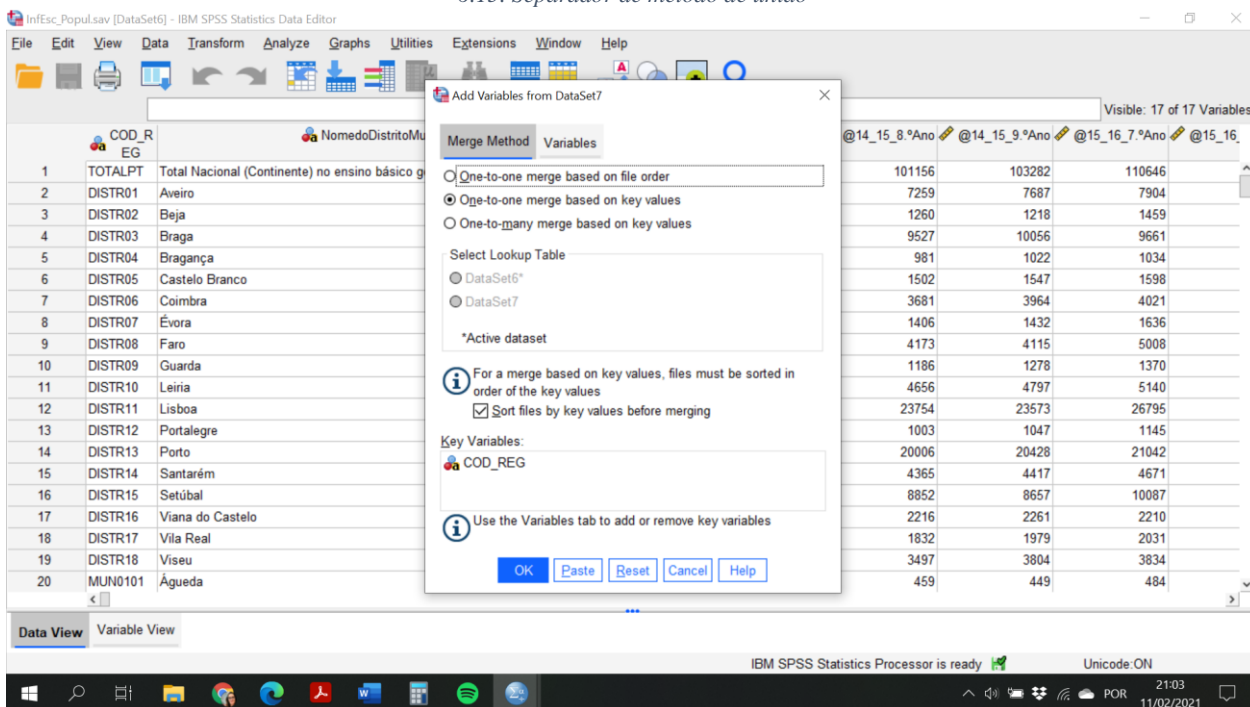 3.13: Separador de método de união
InfEsc_Popul.sav [DataSet6] - IBM SPSS Statistics Data Editor
File Edit View Data Transform Analyze Graphs Utilities Extensions Window Help
Visible: 17 of 17 Variables
COD_REG NomedoDistritoMu @14_15_8.ºAno @14_15_9.ºAno @15_16_7.ºAno @15_16_
1 TOTALPT Total Nacional (Continente) no ensino básico g 101156 103282 110646
2 DISTR01 Aveiro 7259 7687 7904
3 DISTR02 Beja 1260 1218 1459
4 DISTR03 Braga 9527 10056 9661
5 DISTR04 Bragança 981 1022 1034
6 DISTR05 Castelo Branco 1502 1547 1598
7 DISTR06 Coimbra 3681 3964 4021
8 DISTR07 Évora 1406 1432 1636
9 DISTR08 Faro 4173 4115 5008
10 DISTR09 Guarda 1186 1278 1370
11 DISTR10 Leiria 4656 4797 5140
12 DISTR11 Lisboa 23754 23573 26795
13 DISTR12 Portalegre 1003 1047 1145
14 DISTR13 Porto 20006 20428 21042
15 DISTR14 Santarém 4365 4417 4671
16 DISTR15 Setúbal 8852 8657 10087
17 DISTR16 Viana do Castelo 2216 2261 2210
18 DISTR17 Vila Real 1832 1979 2031
19 DISTR18 Viseu 3497 3804 3834
20 MUN0101 Águeda 459 449 484
Add Variables from DataSet7
Merge Method Variables
One-to-one merge based on file order
One-to-one merge based on key values
One-to-many merge based on key values
Select Lookup Table
DataSet6*
DataSet7
*Active dataset
For a merge based on key values, files must be sorted in
order of the key values
Sort files by key values before merging
Key Variables:
COD_REG
Use the Variables tab to add or remove key variables
OK Paste Reset Cancel Help
Data View Variable View
IBM SPSS Statistics Processor is ready Unicode:ON
POR 21:03
11/02/2021